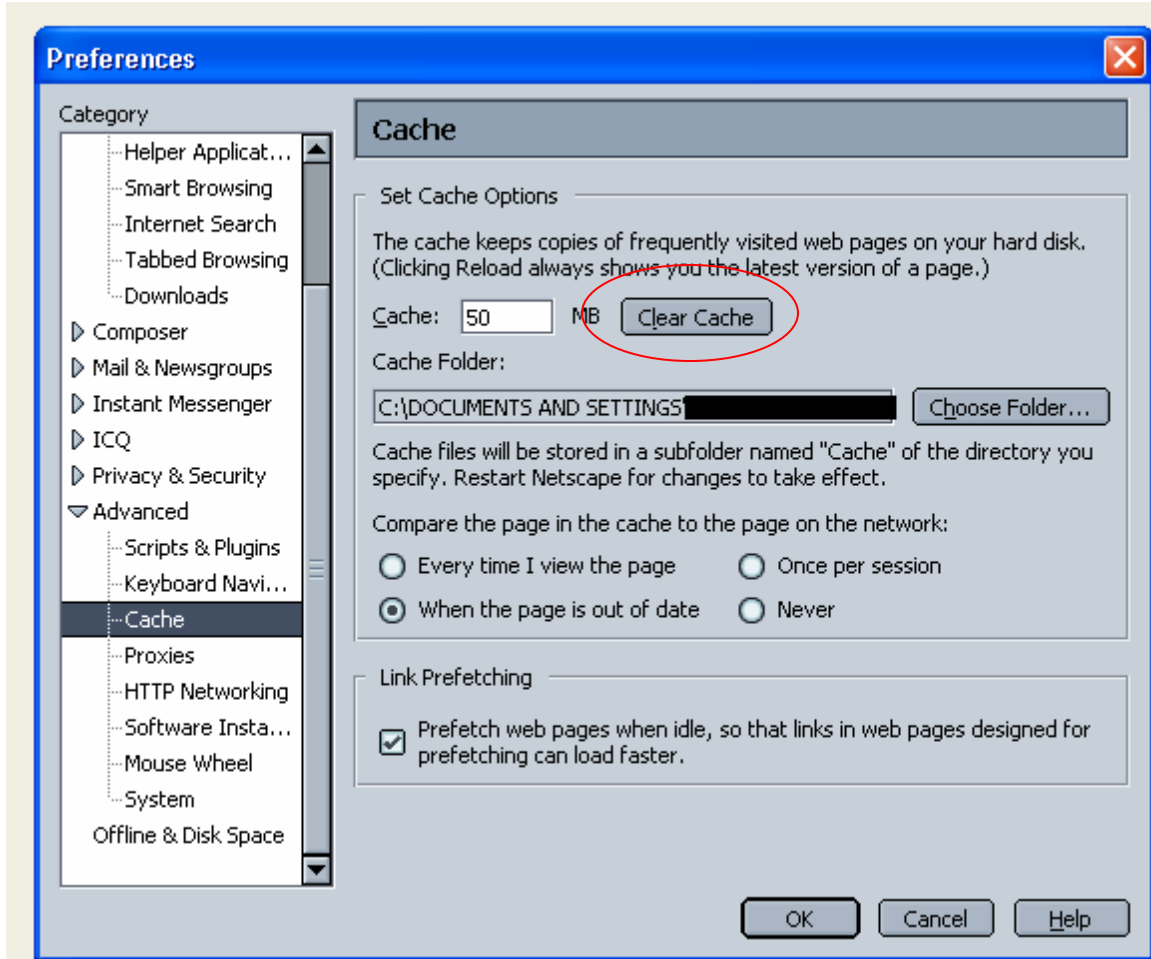 Preferences
Category
Helper Applicat...
Smart Browsing
Internet Search
Tabbed Browsing
Downloads
Composer
Mail & Newsgroups
Instant Messenger
ICQ
Privacy & Security
Advanced
Scripts & Plugins
Keyboard Navi...
Cache
Proxies
HTTP Networking
Software Insta...
Mouse Wheel
System
Offline & Disk Space
Cache
Set Cache Options
The cache keeps copies of frequently visited web pages on your hard disk.
(Clicking Reload always shows you the latest version of a page.)
Cache: 50 MB Clear Cache
Cache Folder:
C:\DOCUMENTS AND SETTINGS\ Choose Folder...
Cache files will be stored in a subfolder named "Cache" of the directory you
specify. Restart Netscape for changes to take effect.
Compare the page in the cache to the page on the network:
Every time I view the page Once per session
When the page is out of date Never
Link Prefetching
Prefetch web pages when idle, so that links in web pages designed for
prefetching can load faster.
OK Cancel Help